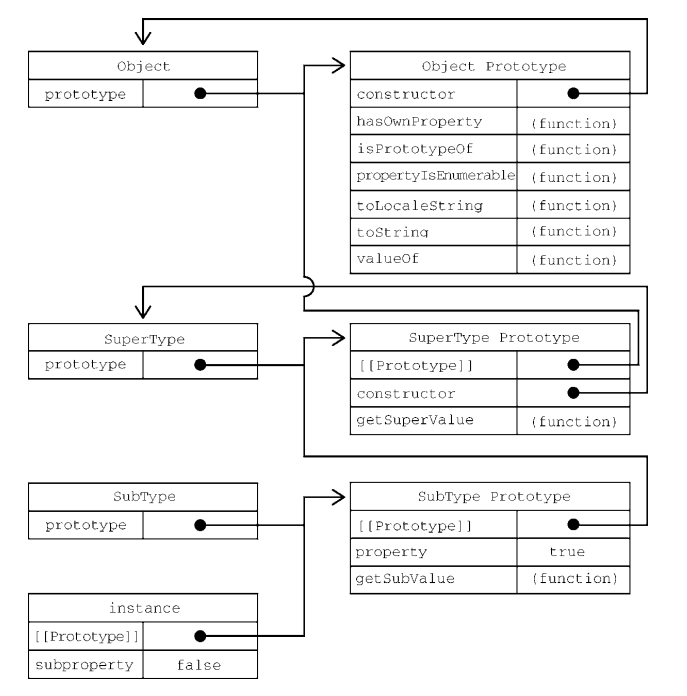 Object
prototype
Object Prototype
constructor
hasOwnProperty (function)
isPrototypeOf (function)
propertyIsEnumerable (function)
toLocaleString (function)
toString (function)
valueOf (function)
SuperType
prototype
SuperType Prototype
[[Prototype]]
constructor
getSuperValue (function)
SubType
prototype
SubType Prototype
[[Prototype]]
property true
getSubValue (function)
instance
[[Prototype]]
subproperty false